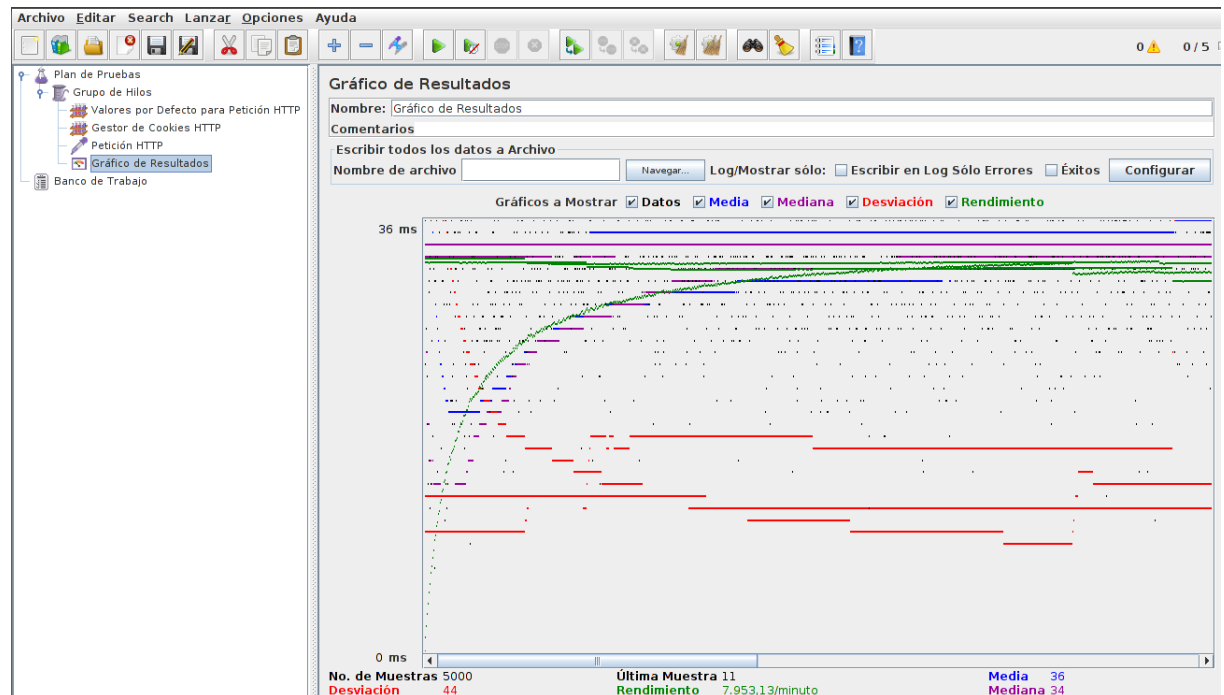 Archivo Editar Search Lanzar Opciones Ayuda
0 0 / 5
Plan de Pruebas
Grupo de Hilos
Valores por Defecto para Petición HTTP
Gestor de Cookies HTTP
Petición HTTP
Gráfico de Resultados
Banco de Trabajo
Gráfico de Resultados
Nombre: Gráfico de Resultados
Comentarios
Escribir todos los datos a Archivo
Nombre de archivo Navegar... Log/Mostrar sólo: Escribir en Log Sólo Errores Éxitos Configurar
Gráficos a Mostrar Datos Media Mediana Desviación Rendimiento
36 ms
0 ms
No. de Muestras 5000 Última Muestra 11 Media 36
Desviación 44 Rendimiento 7.953,13/minuto Mediana 34